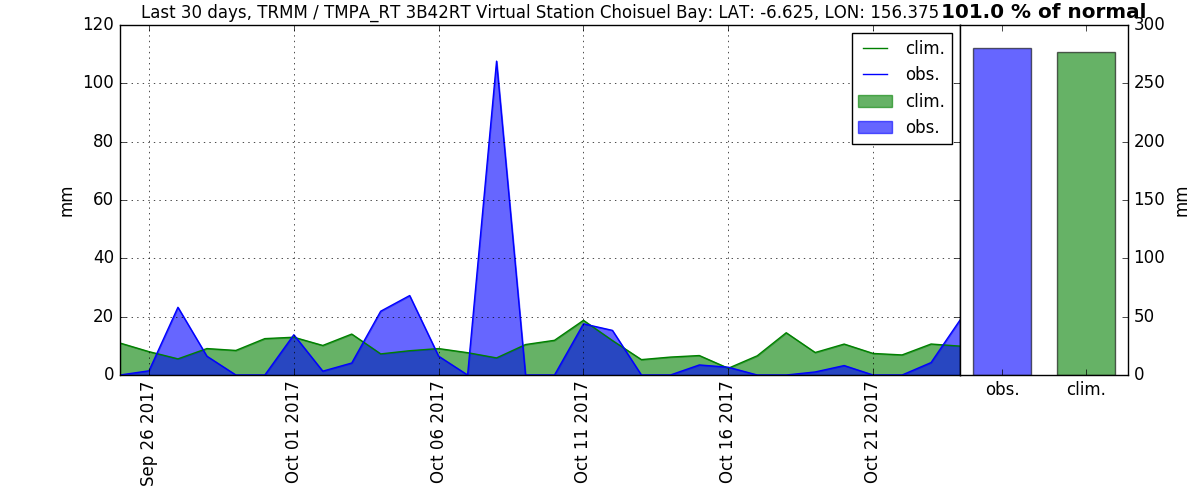 Last 30 days, TRMM / TMPA_RT 3B42RT Virtual Station Choisuel Bay: LAT: -6.625, LON: 156.375
101.0 % of normal
120
100
80
60
40
20
0
mm
clim.
obs.
clim.
obs.
Sep 26 2017
Oct 01 2017
Oct 06 2017
Oct 11 2017
Oct 16 2017
Oct 21 2017
300
250
200
150
100
50
0
mm
obs.
clim.